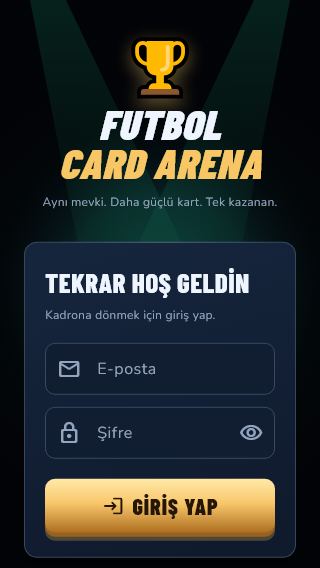 FUTBOL
CARD ARENA
Aynı mevki. Daha güçlü kart. Tek kazanan.
TEKRAR HOŞ GELDİN
Kadrona dönmek için giriş yap.
E-posta
Şifre
GİRİŞ YAP